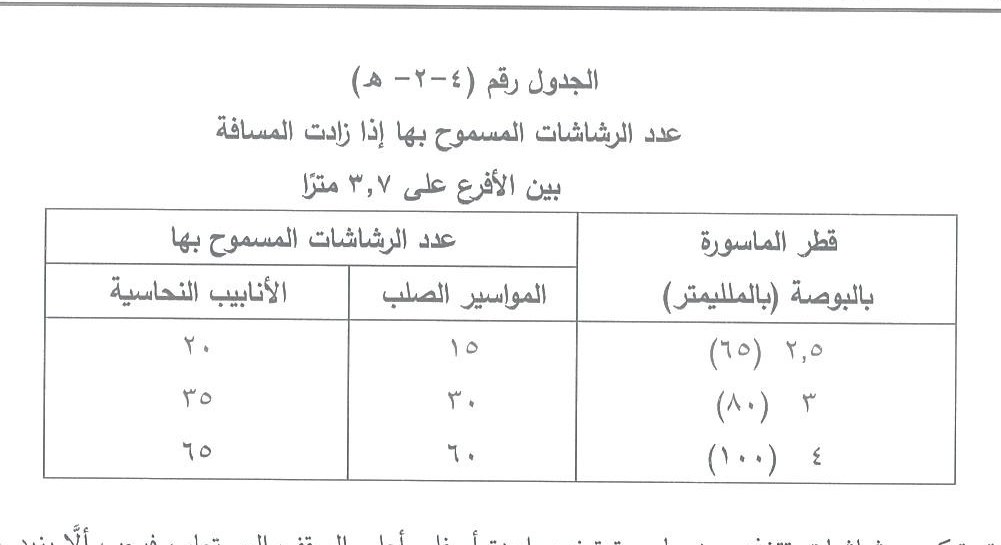 الجدول رقم (٤-٢- ه)
عدد الرشاشات المسموح بها إذا زادت المسافة
بين الأفرع على ٣,٧ مترًا
قطر الماسورة
بالبوصة (بالملليمتر)
عدد الرشاشات المسموح بها
المواسير الصلب
الأنابيب النحاسية
٢,٥ (٦٥) ١٥ ٢٠
٣ (٨٠) ٣٠ ٣٥
٤ (١٠٠) ٦٠ ٦٥